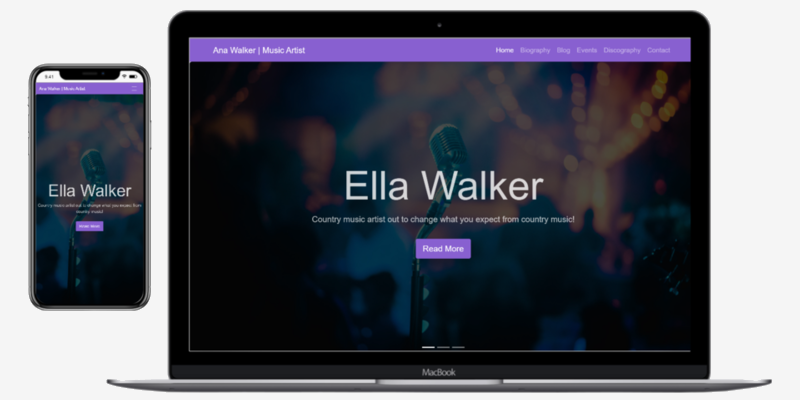 9:41
Ana Walker | Music Artist
Ella Walker
Country music artist out to change what you expect from
country music!
Read More
Ana Walker | Music Artist
Home Biography Blog Events Discography Contact
Ella Walker
Country music artist out to change what you expect from country music!
Read More
MacBook